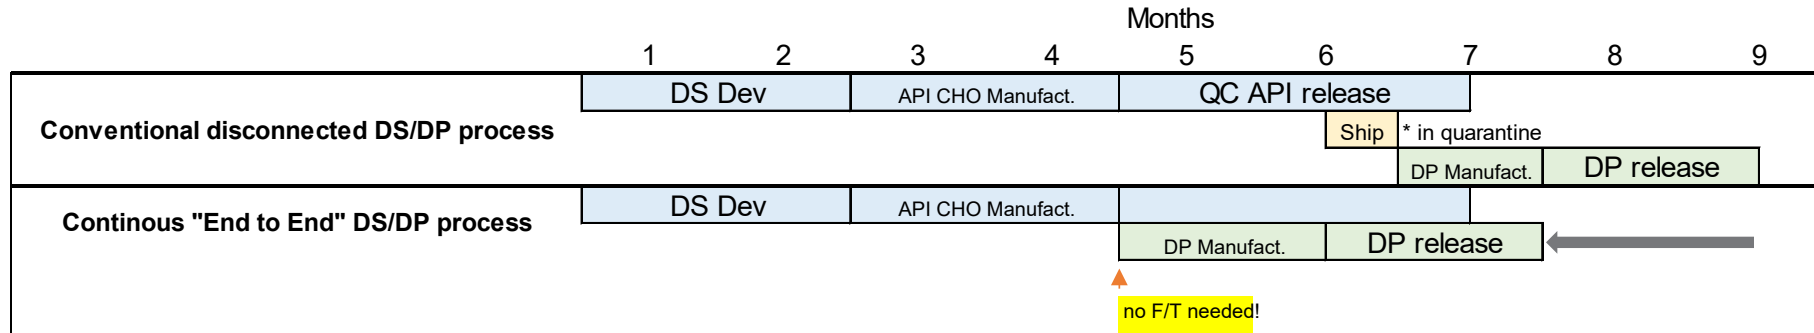 Months
1 2 3 4 5 6 7 8 9
DS Dev API CHO Manufact. QC API release
Conventional disconnected DS/DP process
Ship * in quarantine
DP Manufact. DP release
DS Dev API CHO Manufact.
Continous "End to End" DS/DP process
DP Manufact. DP release
no F/T needed!